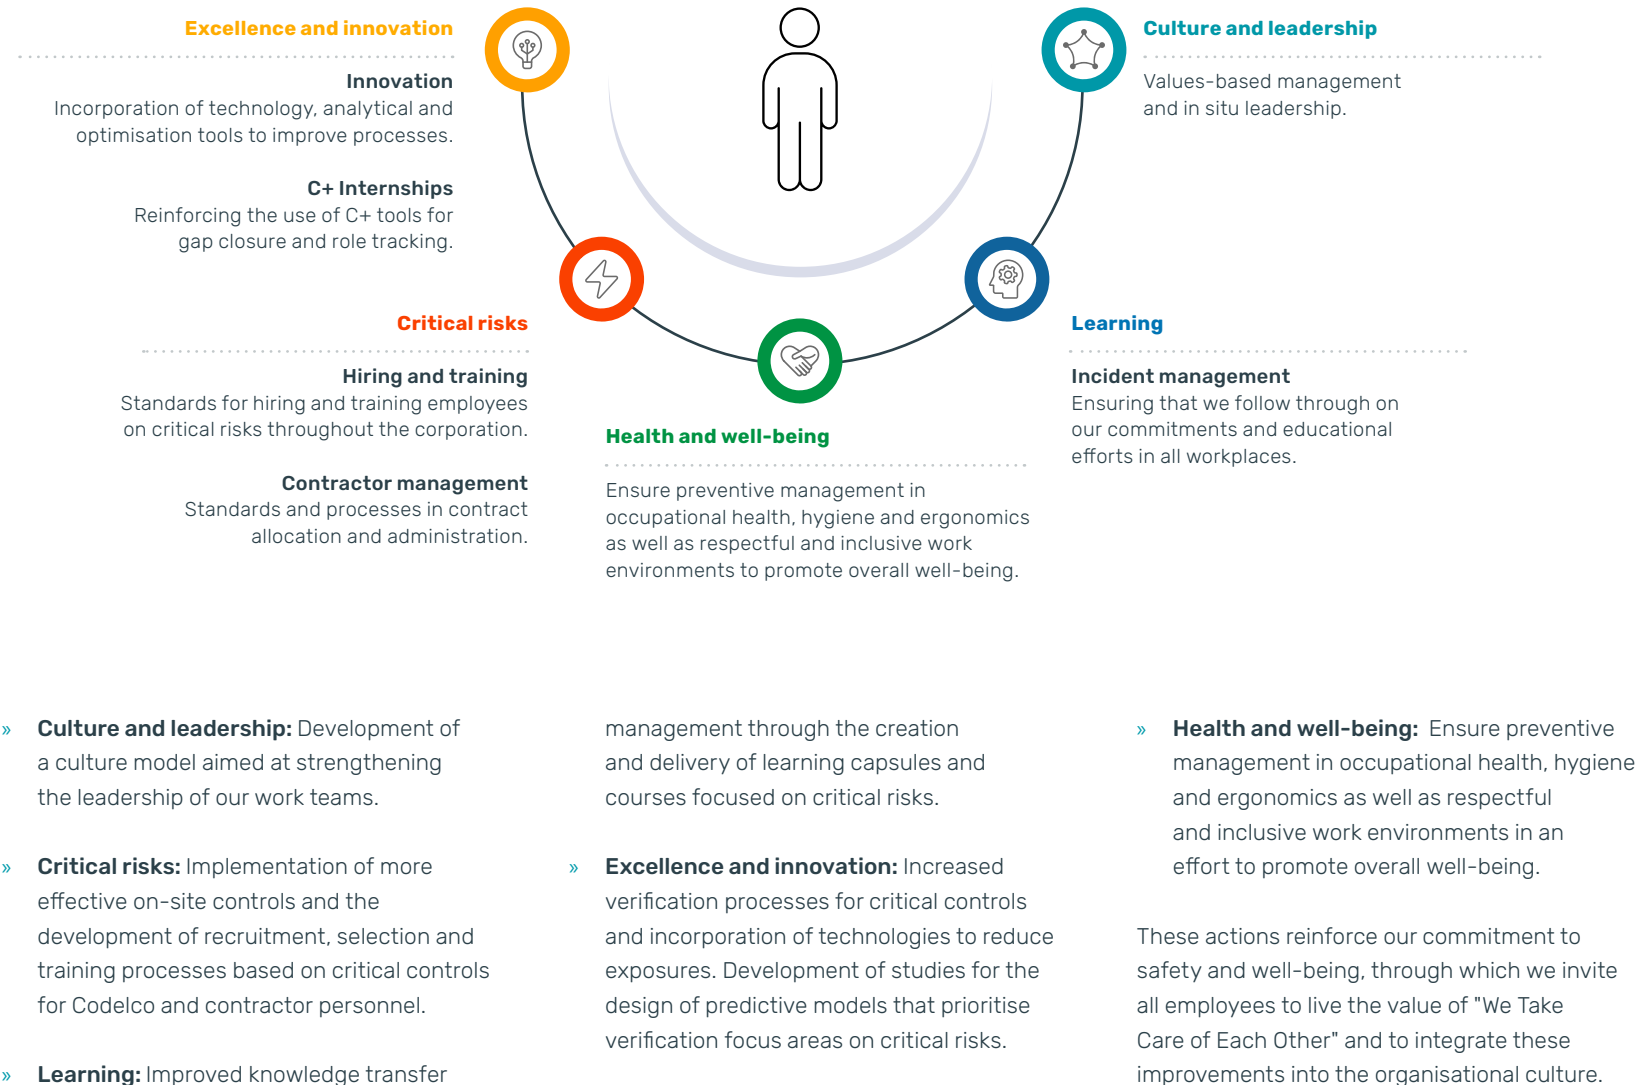 Excellence and innovation
Innovation
Incorporation of technology, analytical and
optimisation tools to improve processes.
C+ Internships
Reinforcing the use of C+ tools for
gap closure and role tracking.
Critical risks
Hiring and training
Standards for hiring and training employees
on critical risks throughout the corporation.
Contractor management
Standards and processes in contract
allocation and administration.
Health and well-being
Ensure preventive management in
occupational health, hygiene and ergonomics
as well as respectful and inclusive work
environments to promote overall well-being.
Culture and leadership
Values-based management
and in situ leadership.
Learning
Incident management
Ensuring that we follow through on
our commitments and educational
efforts in all workplaces.
» Culture and leadership: Development of
a culture model aimed at strengthening
the leadership of our work teams.
» Critical risks: Implementation of more
effective on-site controls and the
development of recruitment, selection and
training processes based on critical controls
for Codelco and contractor personnel.
» Learning: Improved knowledge transfer
management through the creation
and delivery of learning capsules and
courses focused on critical risks.
» Excellence and innovation: Increased
verification processes for critical controls
and incorporation of technologies to reduce
exposures. Development of studies for the
design of predictive models that prioritise
verification focus areas on critical risks.
» Health and well-being: Ensure preventive
management in occupational health, hygiene
and ergonomics as well as respectful
and inclusive work environments in an
effort to promote overall well-being.
These actions reinforce our commitment to
safety and well-being, through which we invite
all employees to live the value of "We Take
Care of Each Other" and to integrate these
improvements into the organisational culture.